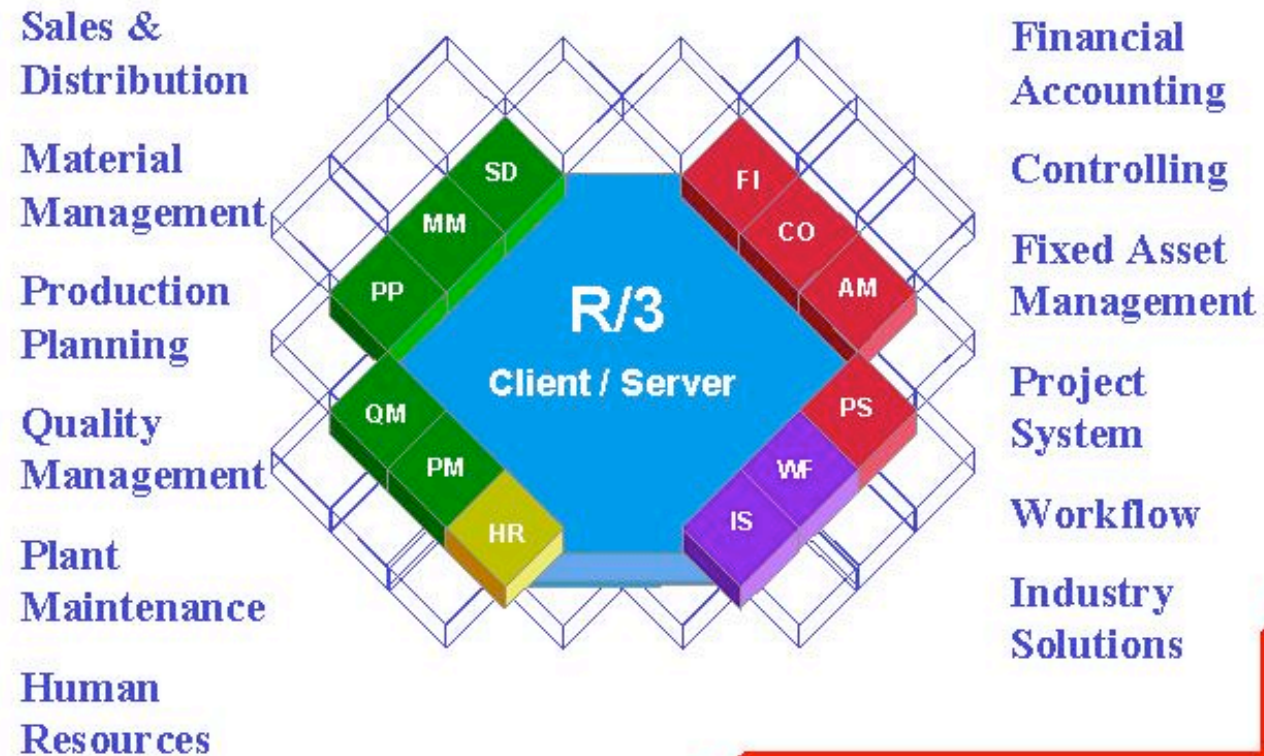 Sales &
Distribution
Material
Management
Production
Planning
Quality
Management
Plant
Maintenance
Human
Resources
SD
MM
PP
QM
PM
HR
R/3
Client / Server
FI
CO
AM
PS
WF
IS
Financial
Accounting
Controlling
Fixed Asset
Management
Project
System
Workflow
Industry
Solutions